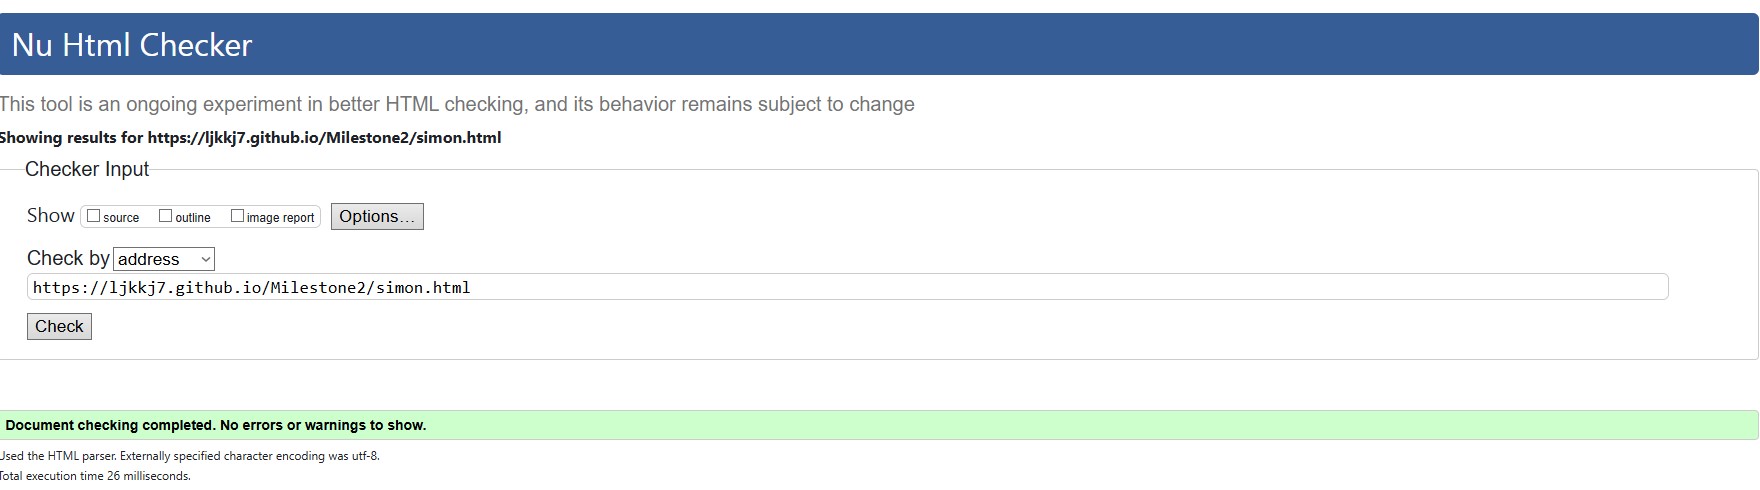 Nu Html Checker
This tool is an ongoing experiment in better HTML checking, and its behavior remains subject to change
Showing results for https://ljkkj7.github.io/Milestone2/simon.html
Checker Input
Show source outline image report Options...
Check by address
https://ljkkj7.github.io/Milestone2/simon.html
Check
Document checking completed. No errors or warnings to show.
Used the HTML parser. Externally specified character encoding was utf-8.
Total execution time 26 milliseconds.